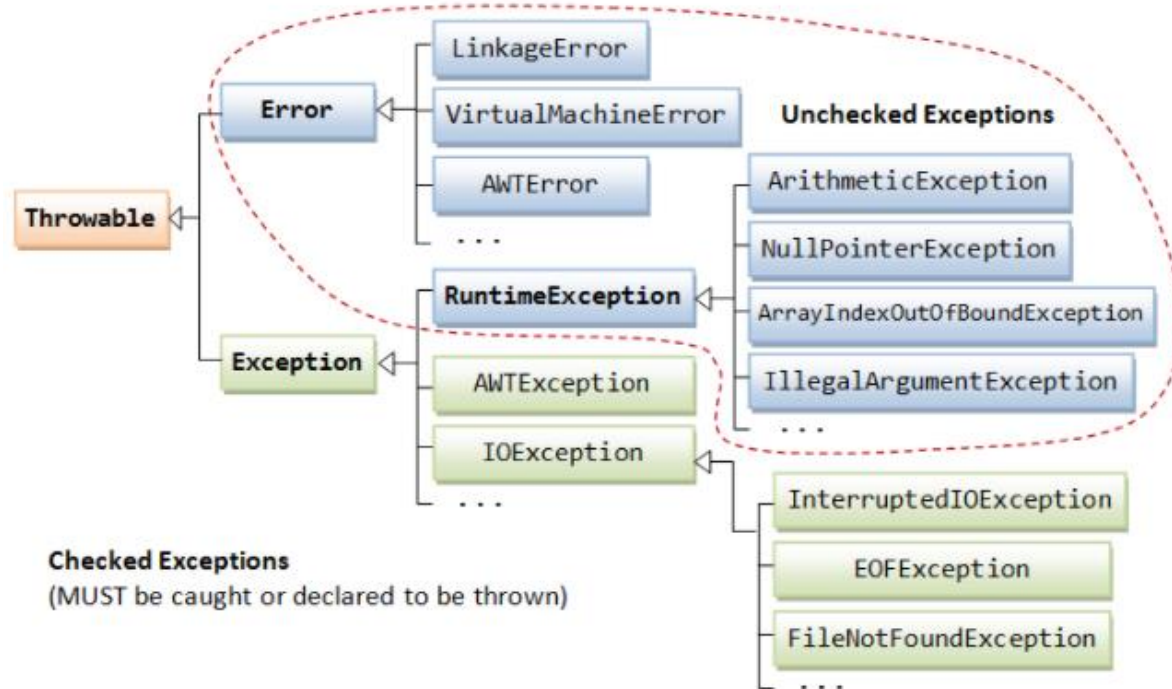 LinkageError
Error
VirtualMachineError
Unchecked Exceptions
AWTError
ArithmeticException
Throwable
...
NullPointerException
RuntimeException
ArrayIndexOutOfBoundException
Exception
AWTException
IllegalArgumentException
...
IOException
...
InterruptedIOException
Checked Exceptions
(MUST be caught or declared to be thrown)
EOFException
FileNotFoundException
...